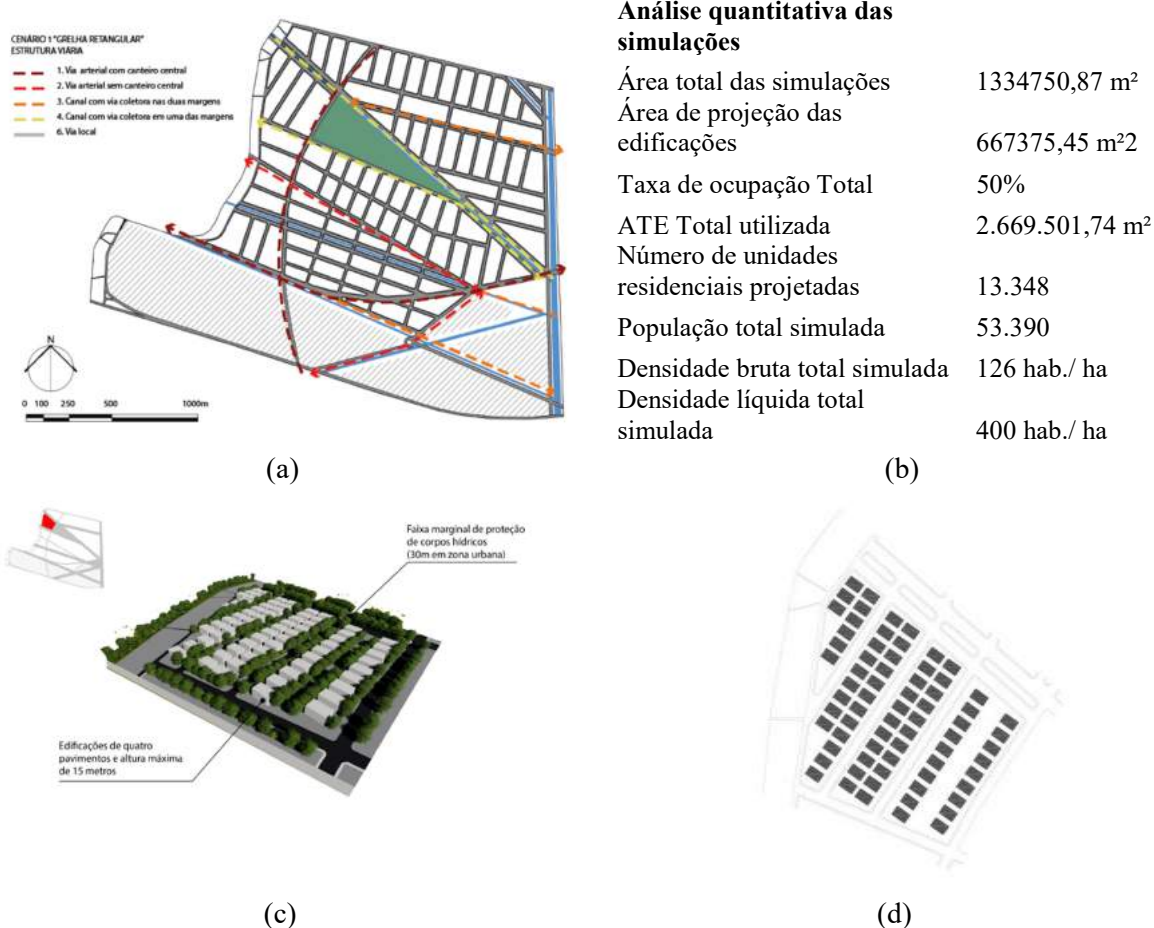 CENÁRIO 1 "GRELHA RETANGULAR"
ESTRUTURA VIÁRIA
1. Via arterial com canteiro central
2. Via arterial sem canteiro central
3. Canal com via coletora nas duas margens
4. Canal com via coletora em uma das margens
6. Via local
N
0 100 250 500 1000m
(a)
Análise quantitativa das
simulações
Área total das simulações 1334750,87 m²
Área de projeção das
edificações 667375,45 m²2
Taxa de ocupação Total 50%
ATE Total utilizada 2.669.501,74 m²
Número de unidades
residenciais projetadas 13.348
População total simulada 53.390
Densidade bruta total simulada 126 hab./ ha
Densidade líquida total
simulada 400 hab./ ha
(b)
Faixa marginal de proteção
de corpos hídricos
(30m em zona urbana)
Edificações de quatro
pavimentos e altura máxima
de 15 metros
(c)
(d)